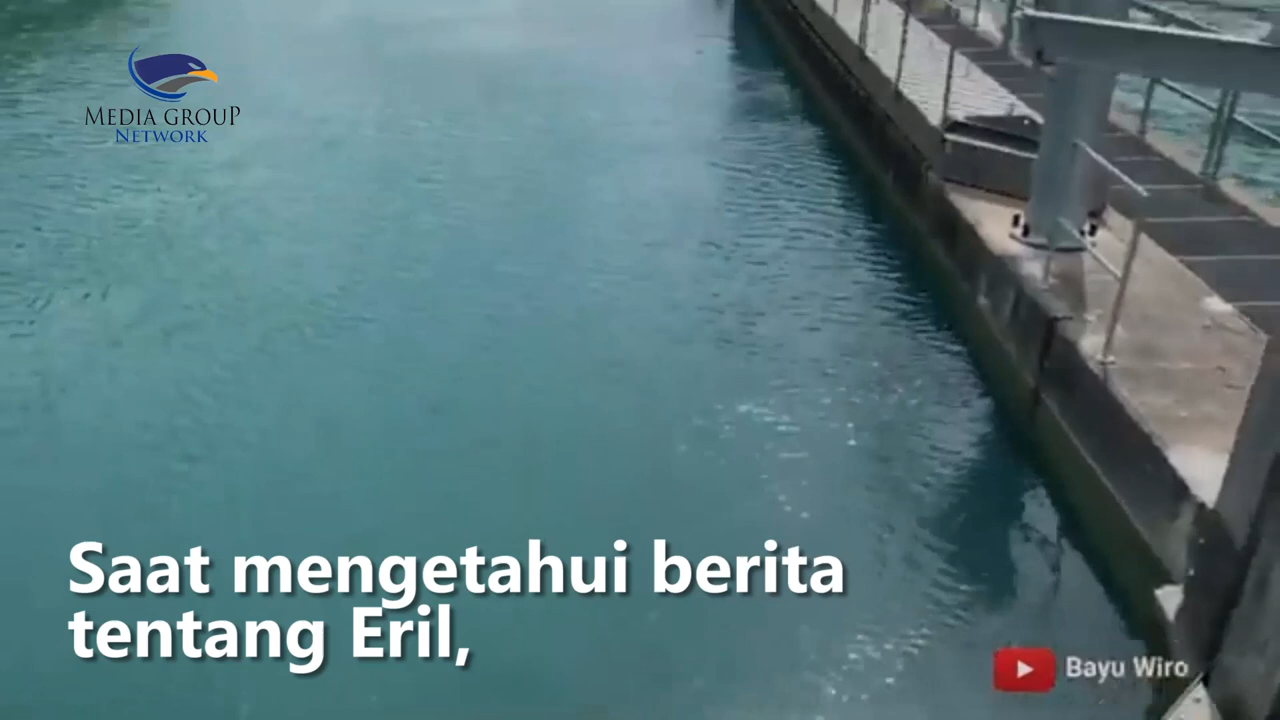 MEDIA GROUP
NETWORK
Saat mengetahui berita
tentang Eril,
Bayu Wiro